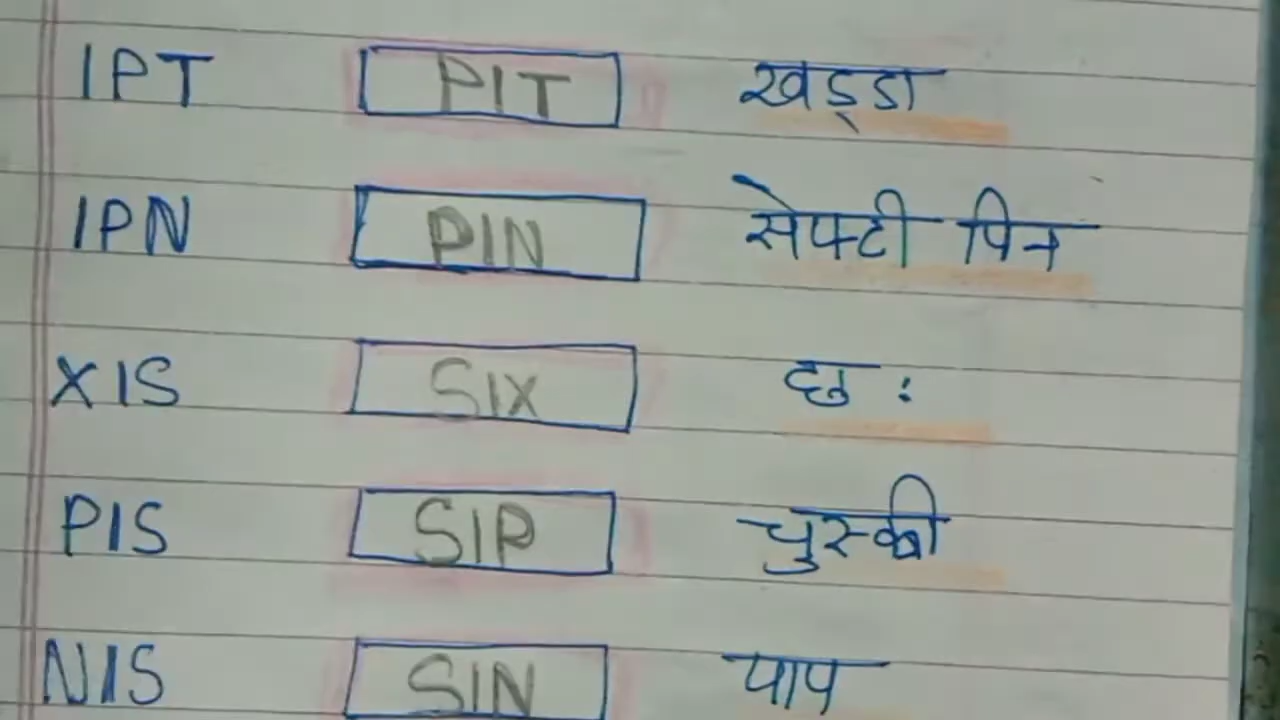 IPT PIT खड्डा
IPN PIN सेफ्टी पिन
XIS SIX छ:
PIS SIP चुस्की
NIS SIN पाप